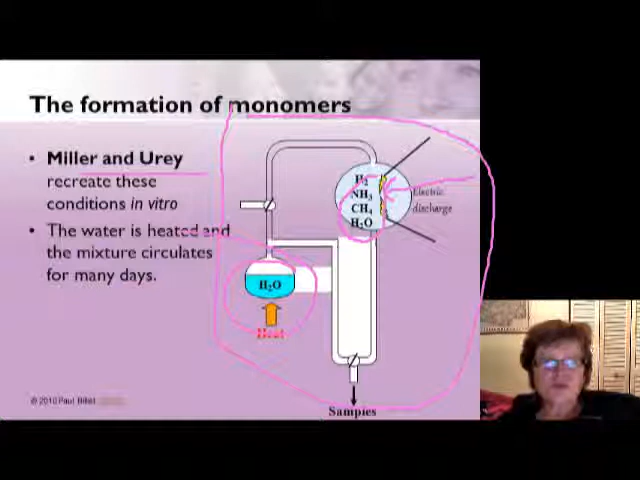 The formation of monomers
• Miller and Urey
recreate these
conditions in vitro
• The water is heated and
the mixture circulates
for many days.
H₂
NH₃
CH₄
H₂O
Electric
discharge
H₂O
Heat
Samples
© 2010 Paul Billiet